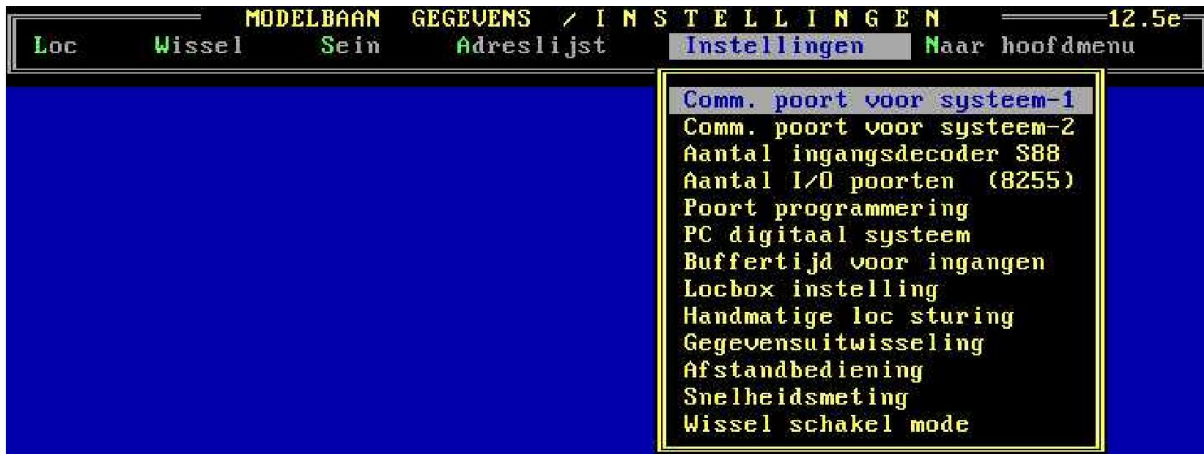 MODELBAAN GEGEVENS / I N S T E L L I N G E N 12.5e
Loc Wissel Sein Adreslijst Instellingen Naar hoofdmenu
Comm. poort voor systeem-1
Comm. poort voor systeem-2
Aantal ingangsdecoder S88
Aantal I/O poorten (8255)
Poort programmering
PC digitaal systeem
Buffertijd voor ingangen
Locbox instelling
Handmatige loc sturing
Gegevensuitwisseling
Afstandbediening
Snelheidsmeting
Wissel schakel mode